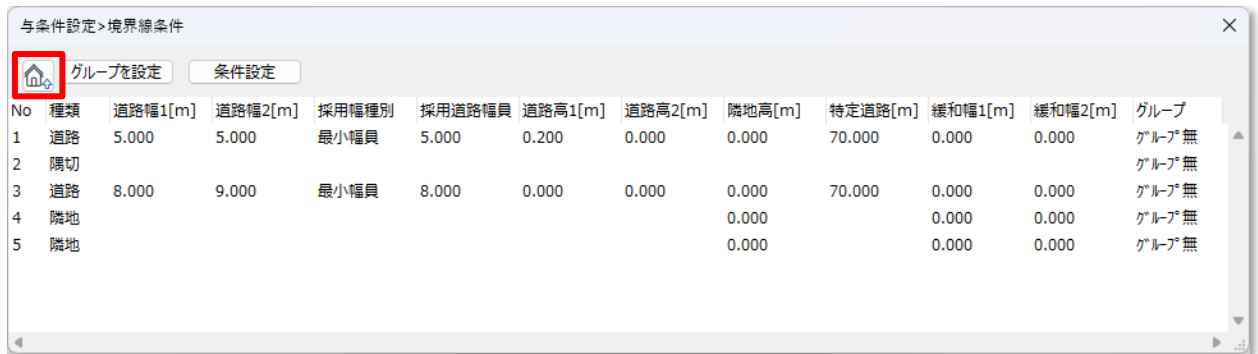 与条件設定>境界線条件
グループを設定 条件設定
No 種類 道路幅1[m] 道路幅2[m] 採用幅種別 採用道路幅員 道路高1[m] 道路高2[m] 隣地高[m] 特定道路[m] 緩和幅1[m] 緩和幅2[m] グループ
1 道路 5.000 5.000 最小幅員 5.000 0.200 0.000 0.000 70.000 0.000 0.000 ｸﾞﾙｰﾌﾟ無
2 隅切 ｸﾞﾙｰﾌﾟ無
3 道路 8.000 9.000 最小幅員 8.000 0.000 0.000 0.000 70.000 0.000 0.000 ｸﾞﾙｰﾌﾟ無
4 隣地 0.000 0.000 0.000 ｸﾞﾙｰﾌﾟ無
5 隣地 0.000 0.000 0.000 ｸﾞﾙｰﾌﾟ無